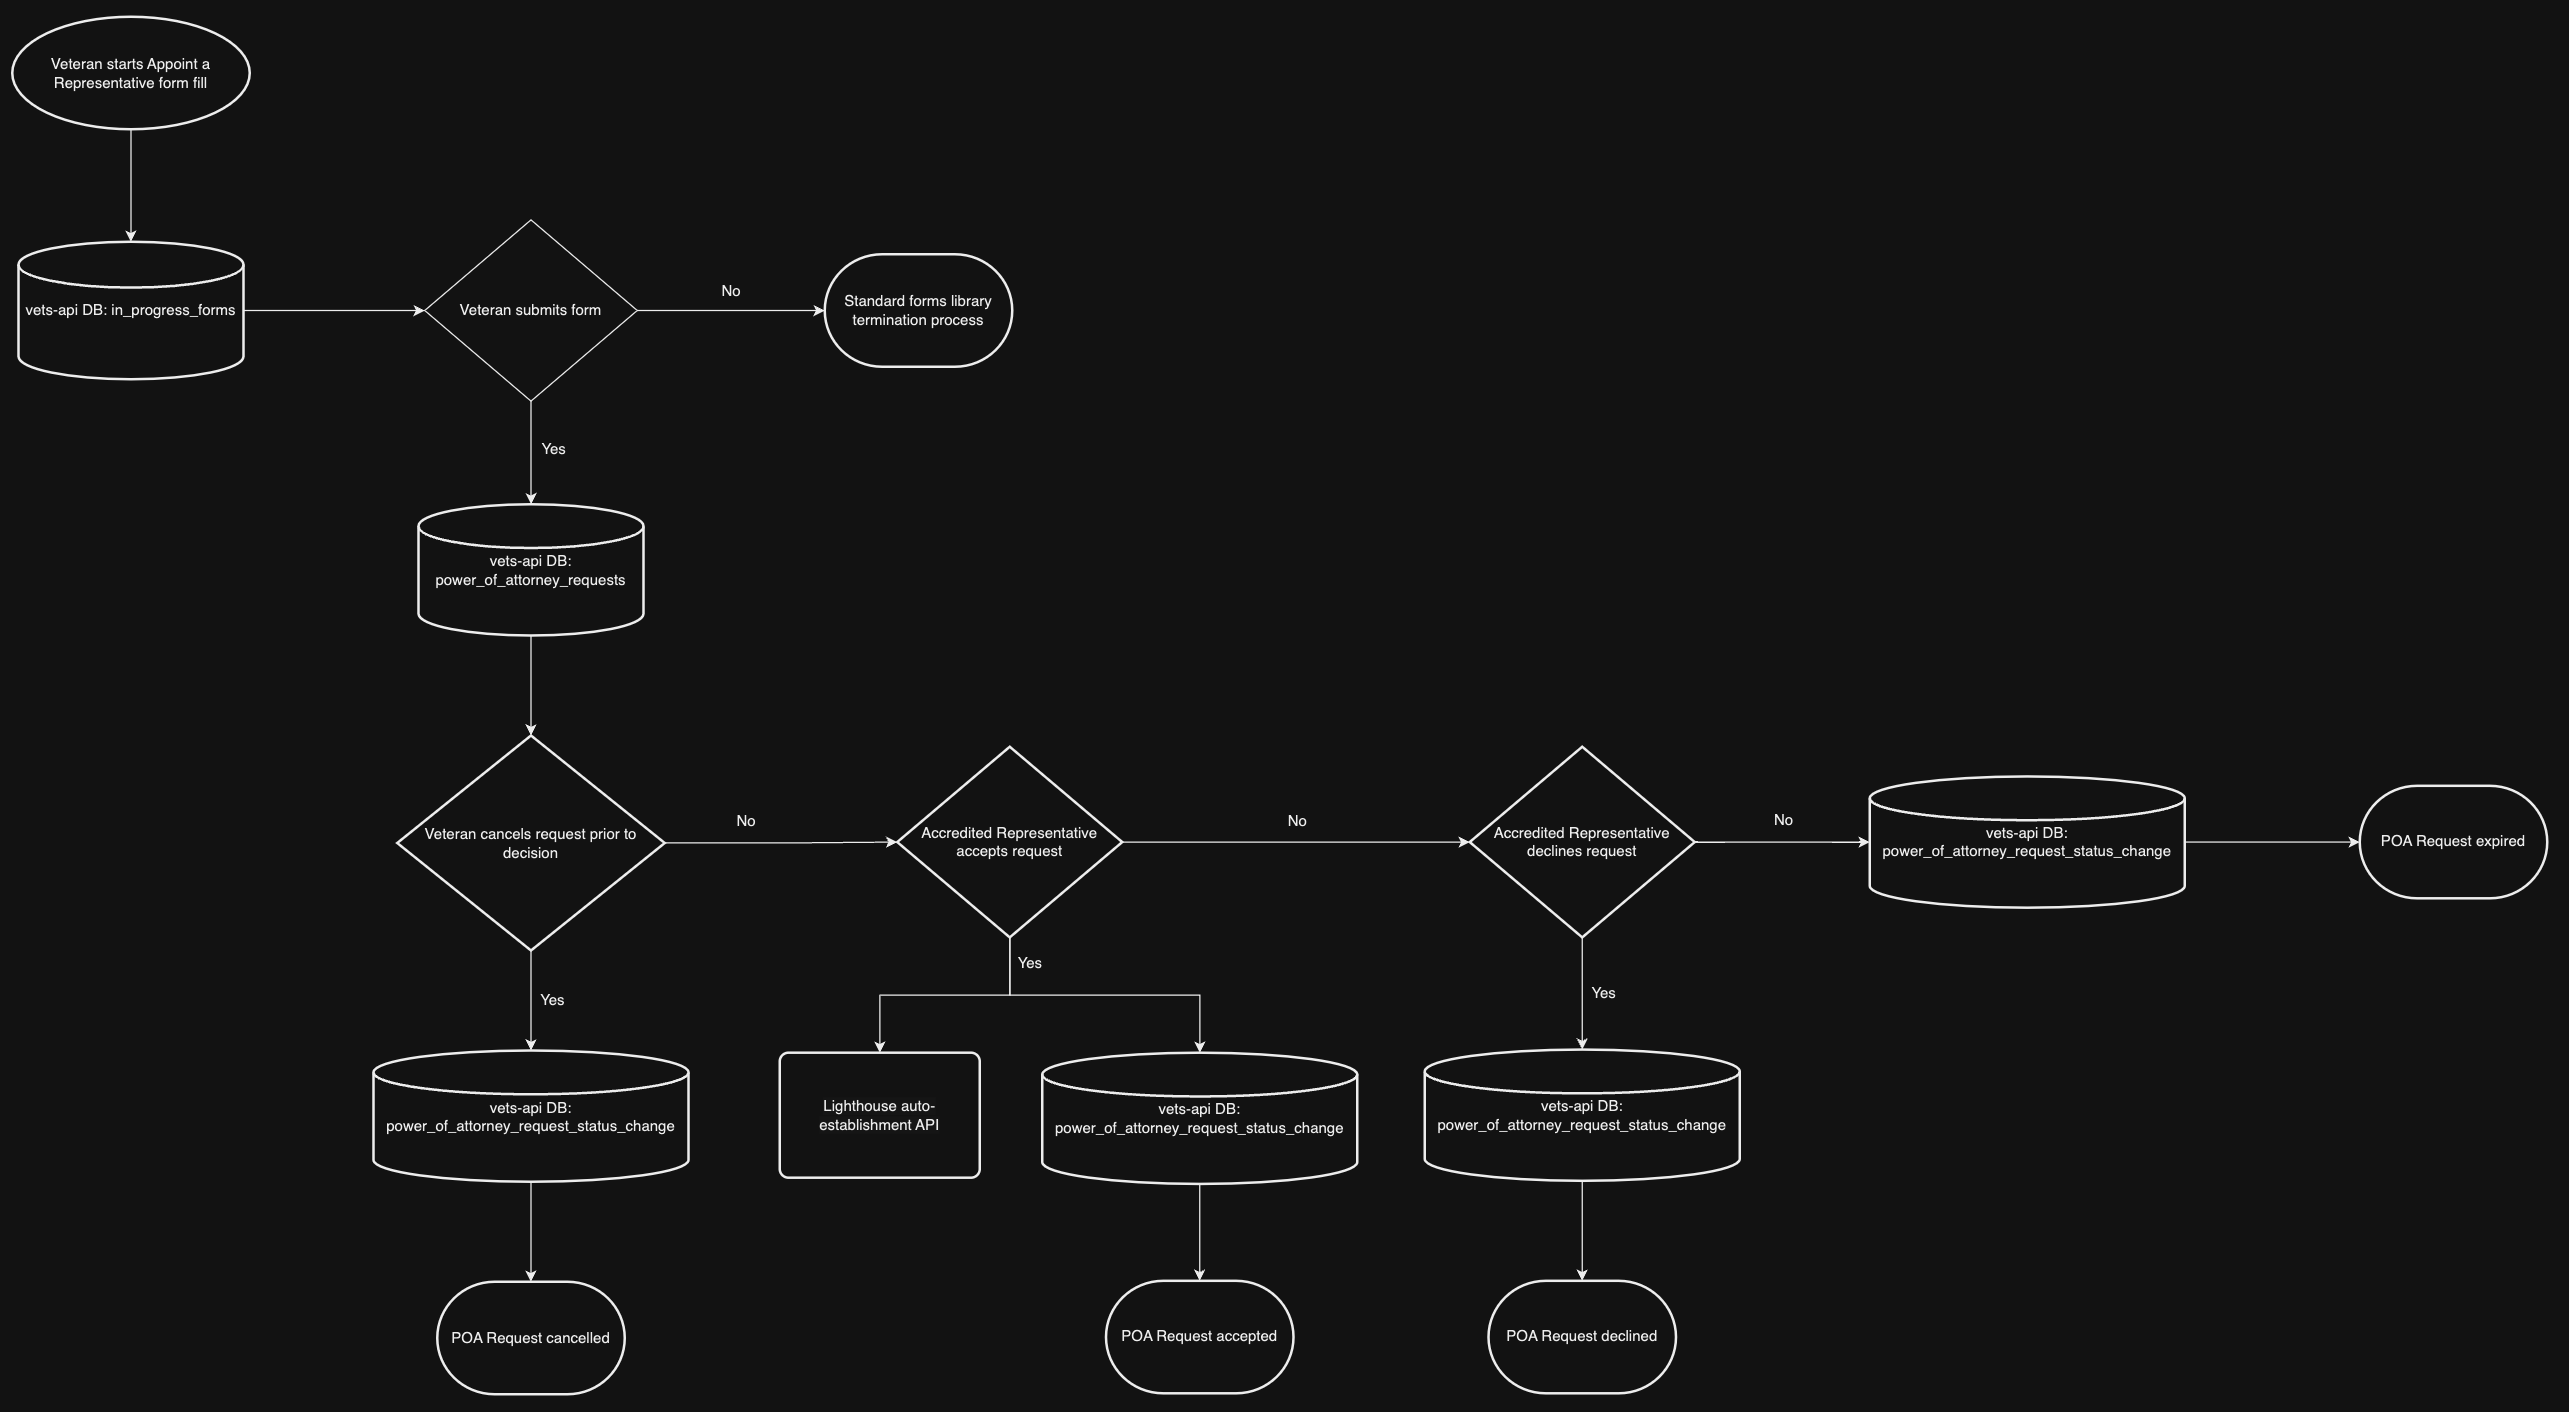 Veteran starts Appoint a
Representative form fill
vets-api DB: in_progress_forms
Veteran submits form
No
Standard forms library
termination process
Yes
vets-api DB:
power_of_attorney_requests
Veteran cancels request prior to
decision
No
Accredited Representative
accepts request
No
Accredited Representative
declines request
No
vets-api DB:
power_of_attorney_request_status_change
POA Request expired
Yes
Yes
Yes
vets-api DB:
power_of_attorney_request_status_change
Lighthouse auto-
establishment API
vets-api DB:
power_of_attorney_request_status_change
vets-api DB:
power_of_attorney_request_status_change
POA Request cancelled
POA Request accepted
POA Request declined